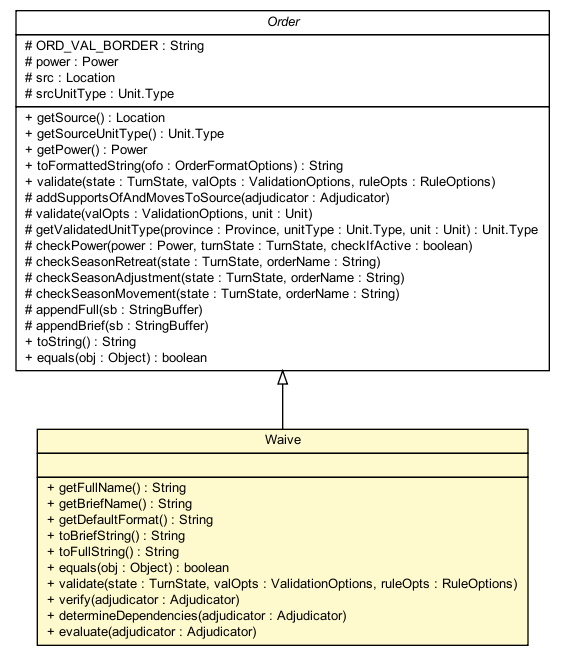 Order
# ORD_VAL_BORDER : String
# power : Power
# src : Location
# srcUnitType : Unit.Type
+ getSource() : Location
+ getSourceUnitType() : Unit.Type
+ getPower() : Power
+ toFormattedString(ofo : OrderFormatOptions) : String
+ validate(state : TurnState, valOpts : ValidationOptions, ruleOpts : RuleOptions)
# addSupportsOfAndMovesToSource(adjudicator : Adjudicator)
# validate(valOpts : ValidationOptions, unit : Unit)
# getValidatedUnitType(province : Province, unitType : Unit.Type, unit : Unit) : Unit.Type
# checkPower(power : Power, turnState : TurnState, checkIfActive : boolean)
# checkSeasonRetreat(state : TurnState, orderName : String)
# checkSeasonAdjustment(state : TurnState, orderName : String)
# checkSeasonMovement(state : TurnState, orderName : String)
# appendFull(sb : StringBuffer)
# appendBrief(sb : StringBuffer)
+ toString() : String
+ equals(obj : Object) : boolean
Waive
+ getFullName() : String
+ getBriefName() : String
+ getDefaultFormat() : String
+ toBriefString() : String
+ toFullString() : String
+ equals(obj : Object) : boolean
+ validate(state : TurnState, valOpts : ValidationOptions, ruleOpts : RuleOptions)
+ verify(adjudicator : Adjudicator)
+ determineDependencies(adjudicator : Adjudicator)
+ evaluate(adjudicator : Adjudicator)